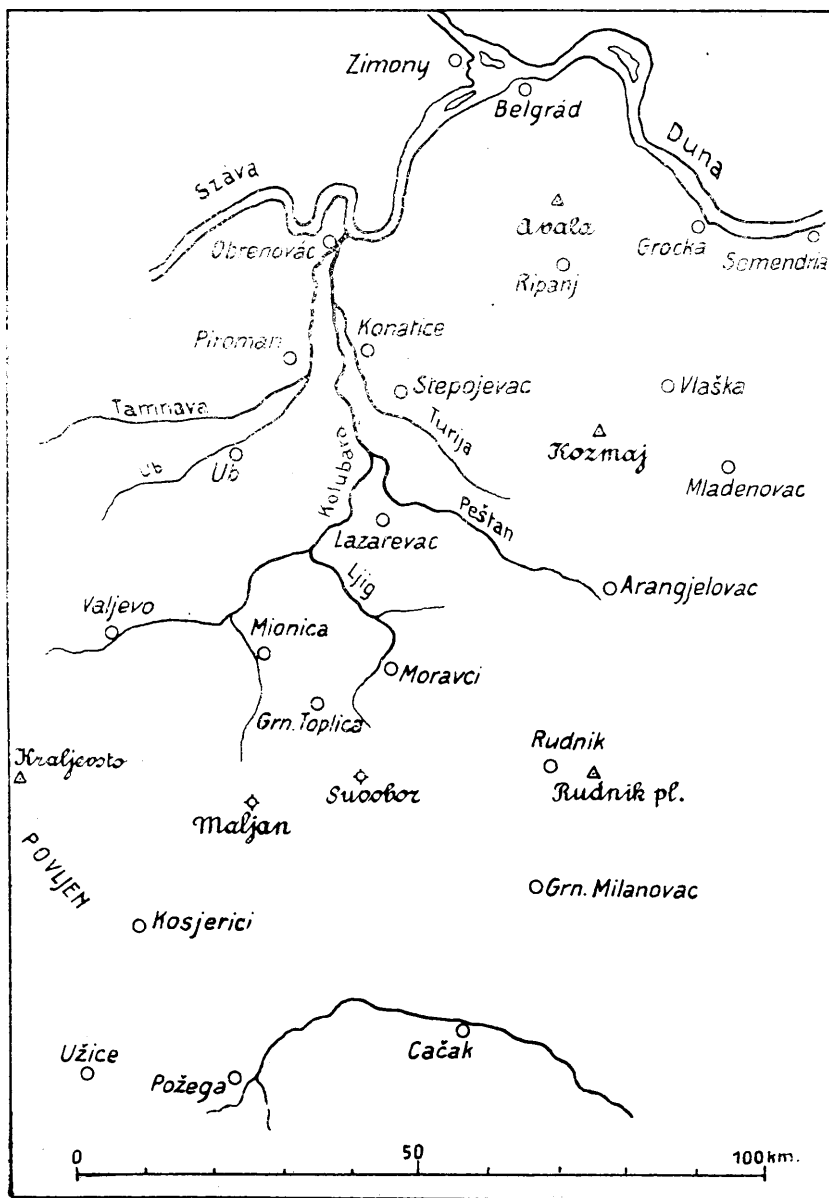 Zimony
Belgrád
Duna
Száva
Avala
Grocka
Semendria
Obrenovác
Ripanj
Konatice
Piroman
Stepojevac
Vlaška
Tamnava
Turija
Kozmaj
Ub
Ub
Kolubara
Mladenovac
Peštan
Lazarevac
Ljig
Arangjelovac
Valjevo
Mionica
Moravci
Grn. Toplica
Rudnik
Kraljevsto
Suvobor
Rudnik pl.
Maljan
POVLJEN
Grn. Milanovac
Kosjerici
Čačak
Užice
Požega
0 50 100 km.